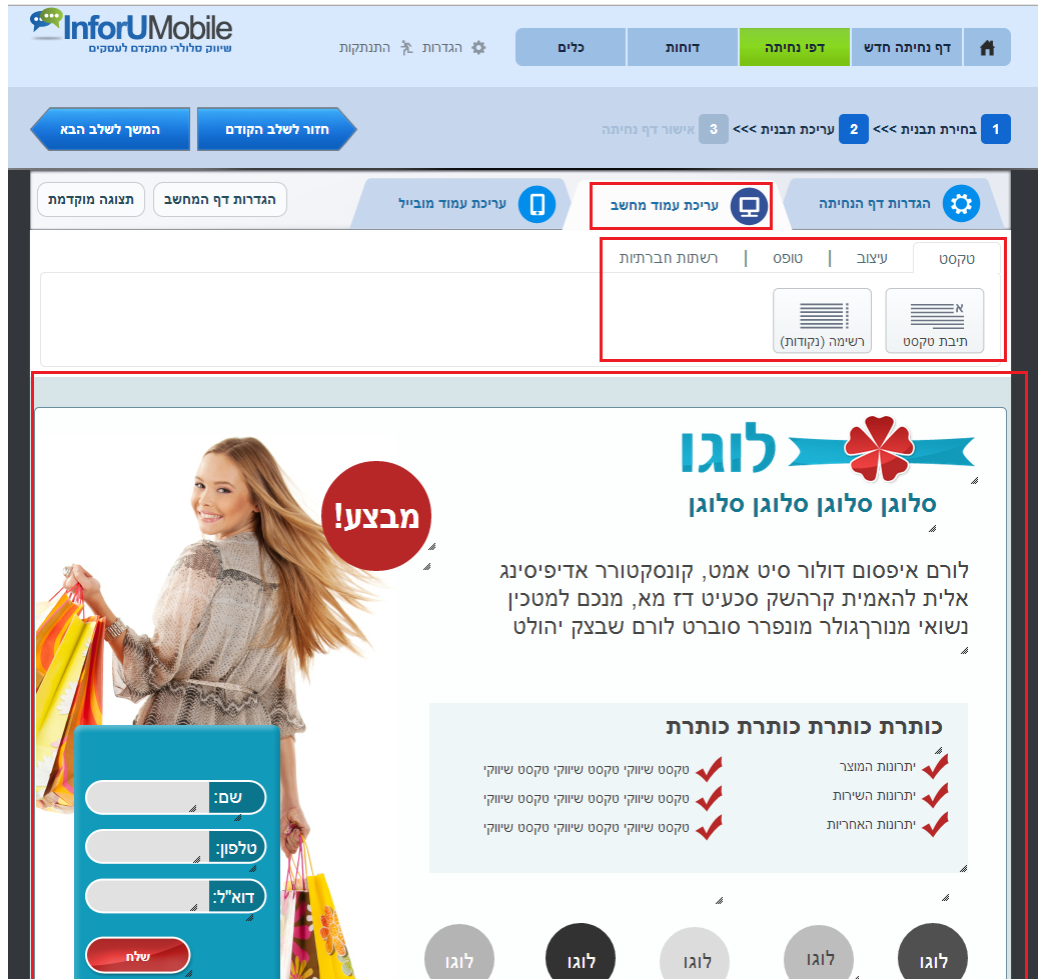 InforUMobile
שיווק סלולרי מתקדם לעסקים
דף נחיתה חדש
דפי נחיתה
דוחות
כלים
הגדרות
התנתקות
1 בחירת תבנית >>> 2 עריכת תבנית >>> 3 אישור דף נחיתה
חזור לשלב הקודם
המשך לשלב הבא
הגדרות דף הנחיתה
עריכת עמוד מחשב
עריכת עמוד מובייל
הגדרות דף המחשב
תצוגה מוקדמת
טקסט
עיצוב | טופס | רשתות חברתיות
א
תיבת טקסט
רשימה (נקודות)
לוגו
סלוגן סלוגן סלוגן סלוגן
מבצע!
לורם איפסום דולור סיט אמט, קונסקטורר אדיפיסינג
אלית להאמית קרהשק סכעיט דז מא, מנכם למטכין
נשואי מנורךגולר מונפרר סוברט לורם שבצק יהולט
כותרת כותרת כותרת כותרת
יתרונות המוצר
יתרונות השירות
יתרונות האחריות
טקסט שיווקי טקסט שיווקי טקסט שיווקי
טקסט שיווקי טקסט שיווקי טקסט שיווקי
טקסט שיווקי טקסט שיווקי טקסט שיווקי
שם:
טלפון:
דוא"ל:
שלח
לוגו
לוגו
לוגו
לוגו
לוגו